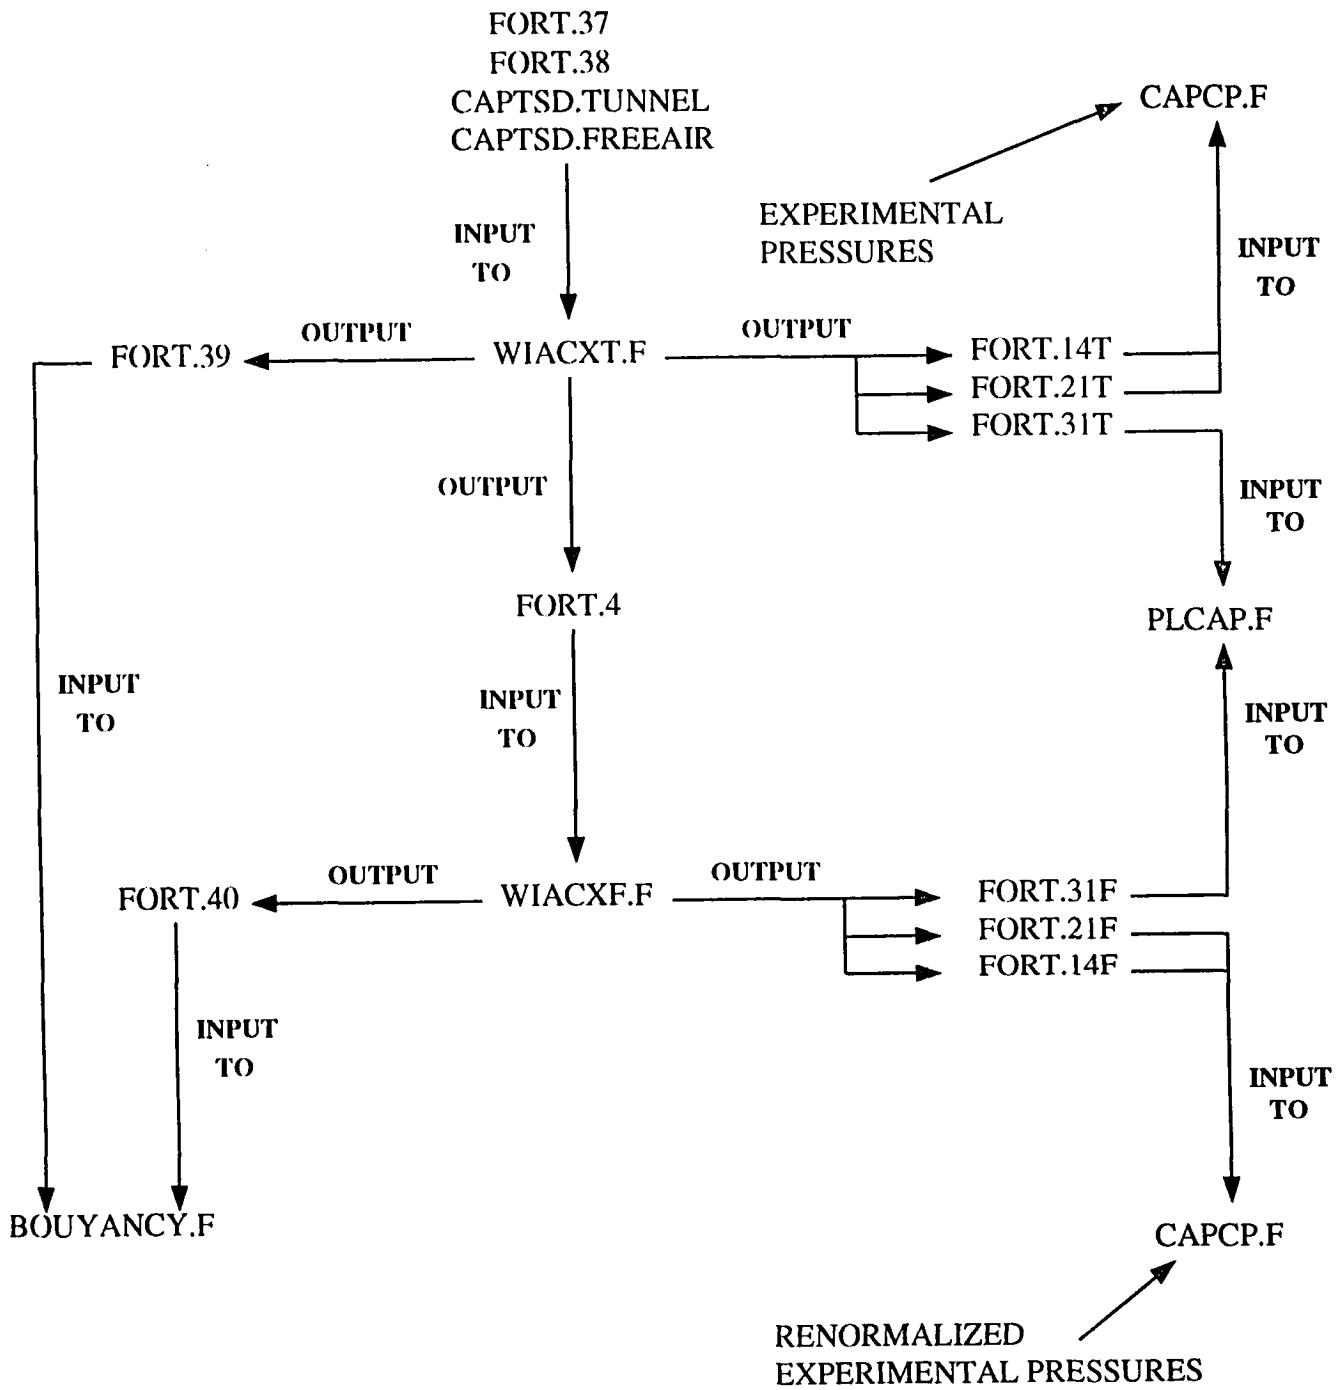 FORT.37
FORT.38
CAPTSD.TUNNEL
CAPTSD.FREEAIR
CAPCP.F
EXPERIMENTAL
PRESSURES
INPUT
TO
INPUT
TO
FORT.39
OUTPUT
WIACXT.F
OUTPUT
FORT.14T
FORT.21T
FORT.31T
OUTPUT
INPUT
TO
FORT.4
PLCAP.F
INPUT
TO
INPUT
TO
INPUT
TO
FORT.40
OUTPUT
WIACXF.F
OUTPUT
FORT.31F
FORT.21F
FORT.14F
INPUT
TO
INPUT
TO
BOUYANCY.F
CAPCP.F
RENORMALIZED
EXPERIMENTAL PRESSURES